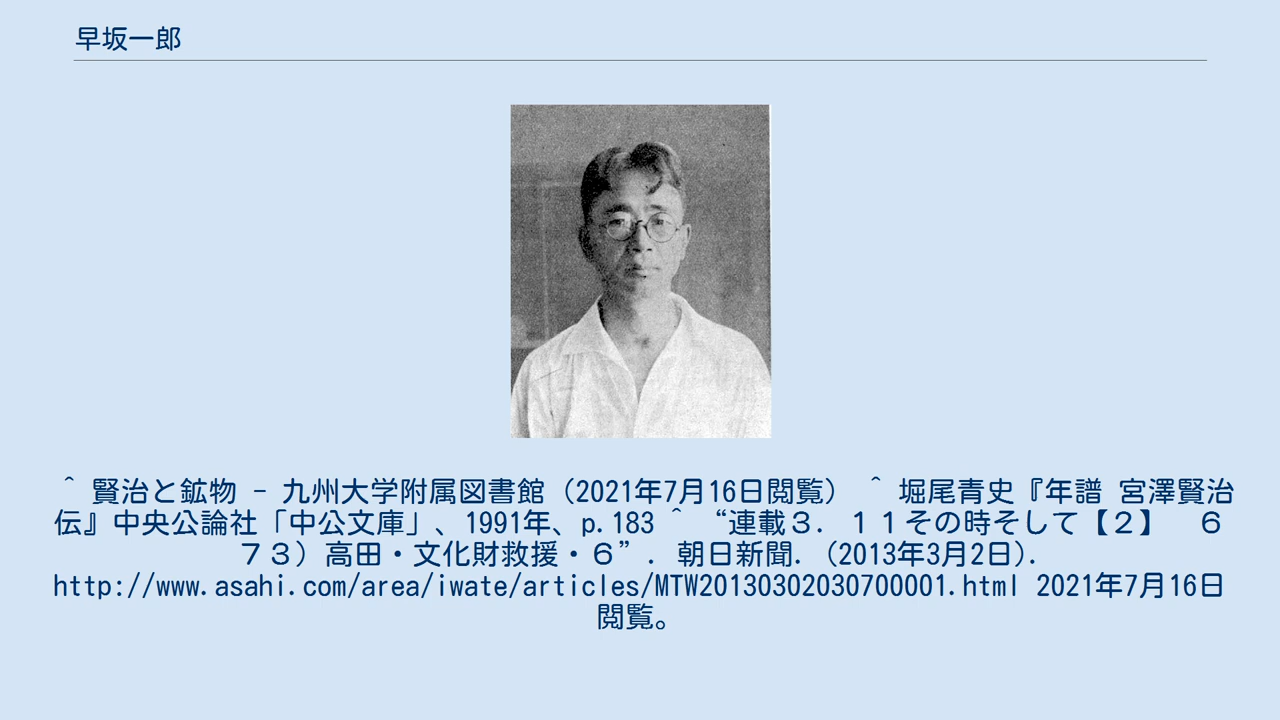 早坂一郎
^ 賢治と鉱物 - 九州大学附属図書館（2021年7月16日閲覧） ^ 堀尾青史『年譜 宮澤賢治
伝』中央公論社「中公文庫」、1991年、p.183 ^ “連載３．１１その時そして【２】　６
７３）高田・文化財救援・６”. 朝日新聞. (2013年3月2日).
http://www.asahi.com/area/iwate/articles/MTW20130302030700001.html 2021年7月16日
閲覧。